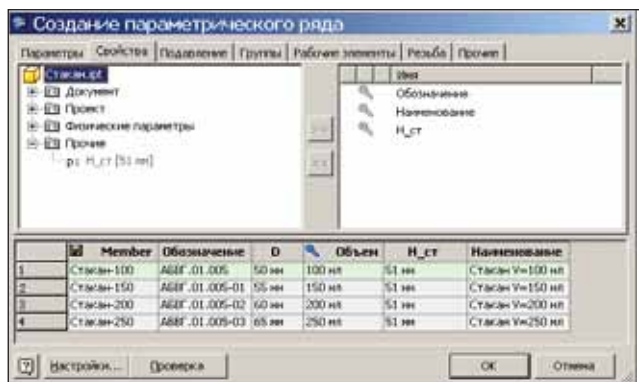 Создание параметрического ряда
Параметры Свойства Подавление Группы Рабочие элементы Резьба Прочие
Стакан.ipt
Документ
Проект
Физические параметры
Прочие
p: H_ст [51 мм]
>>
<<
Имя
Обозначение
Наименование
H_ст
Member Обозначение D Объем H_ст Наименование
1 Стакан-100 АБВГ.01.005 50 мм 100 мл 51 мм Стакан V=100 мл
2 Стакан-150 АБВГ.01.005-01 55 мм 150 мл 51 мм Стакан V=150 мл
3 Стакан-200 АБВГ.01.005-02 60 мм 200 мл 51 мм Стакан V=200 мл
4 Стакан-250 АБВГ.01.005-03 65 мм 250 мл 51 мм Стакан V=250 мл
Настройки... Проверка OK Отмена